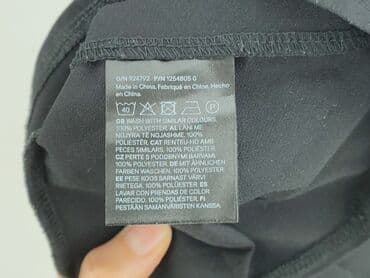 O/N 924792 P/N 1254805 0
Made in China, Fabriqué en Chine, Hecho
en China.
40
P
GB WASH WITH SIMILAR COLOURS.
100% POLYESTER AL LANI ME
NGJYRA TË NGJASHME. 100%
POLYESTER CAT RENTEU-HO AMB
PECES SIMILARS. 100% POLIÈSTER
CZ PERTE S PODOBNÝMI BARVAMI.
100% POLYESTER DE MIT ÄHNLICHEN
FARBEN WASCHEN. 100% POLYESTER
EE PESE KOOS SARNAST VÄRVI
RIIETEGA. 100% POLÜESTER ES
LAVAR CON PRENDAS DE COLOR
PARECIDO. 100% POLIÉSTER FI
PESTÄÄN SAMANVÄRISTEN KANSSA.